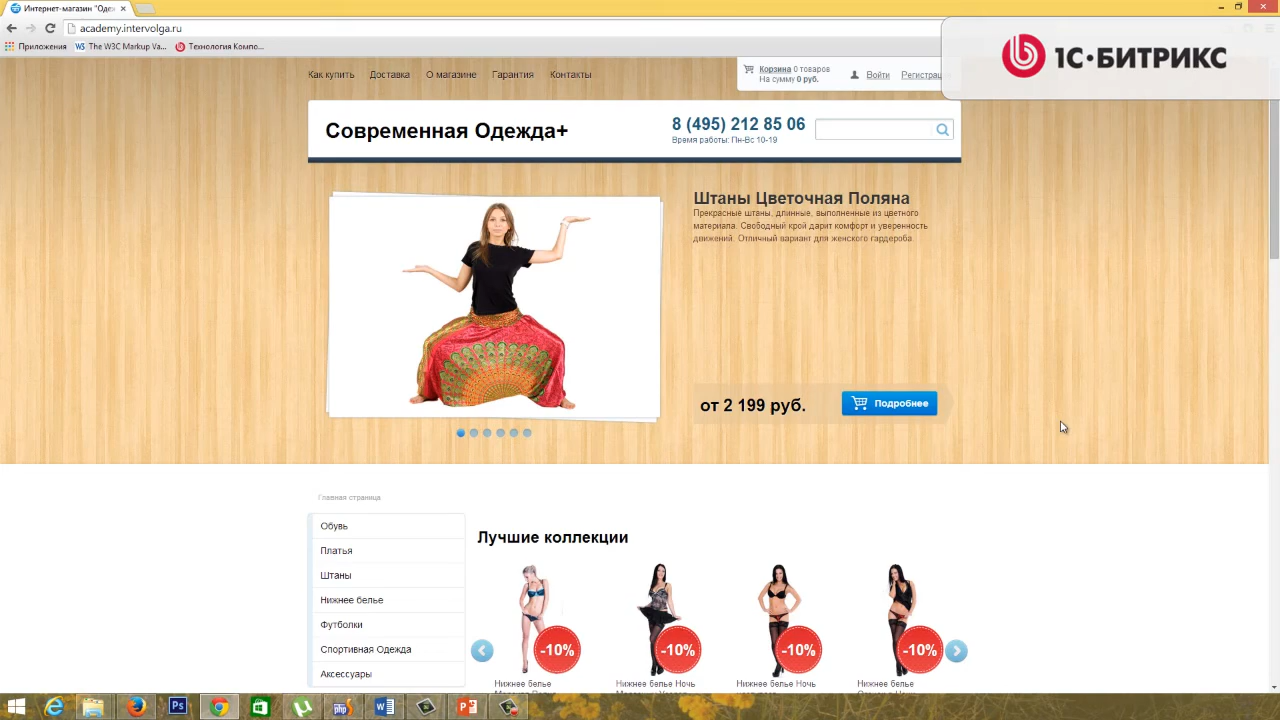 Интернет-магазин "Оде
academy.intervolga.ru
Приложения
The W3C Markup Va...
Технология Компо...
1С·БИТРИКС
Как купить
Доставка
О магазине
Гарантия
Контакты
Корзина 0 товаров
На сумму 0 руб.
Войти
Современная Одежда+
8 (495) 212 85 06
Время работы: Пн-Вс 10-19
Штаны Цветочная Поляна
Прекрасные штаны, длинные, выполненные из цветного
материала. Свободный крой дарит комфорт и уверенность
движений. Отличный вариант для женского гардероба.
от 2 199 руб.
Подробнее
Главная страница
Обувь
Платья
Штаны
Нижнее белье
Футболки
Спортивная Одежда
Аксессуары
Лучшие коллекции
-10%
-10%
-10%
-10%
Нижнее белье
Нижнее белье Ночь
Нижнее белье Ночь
Нижнее белье